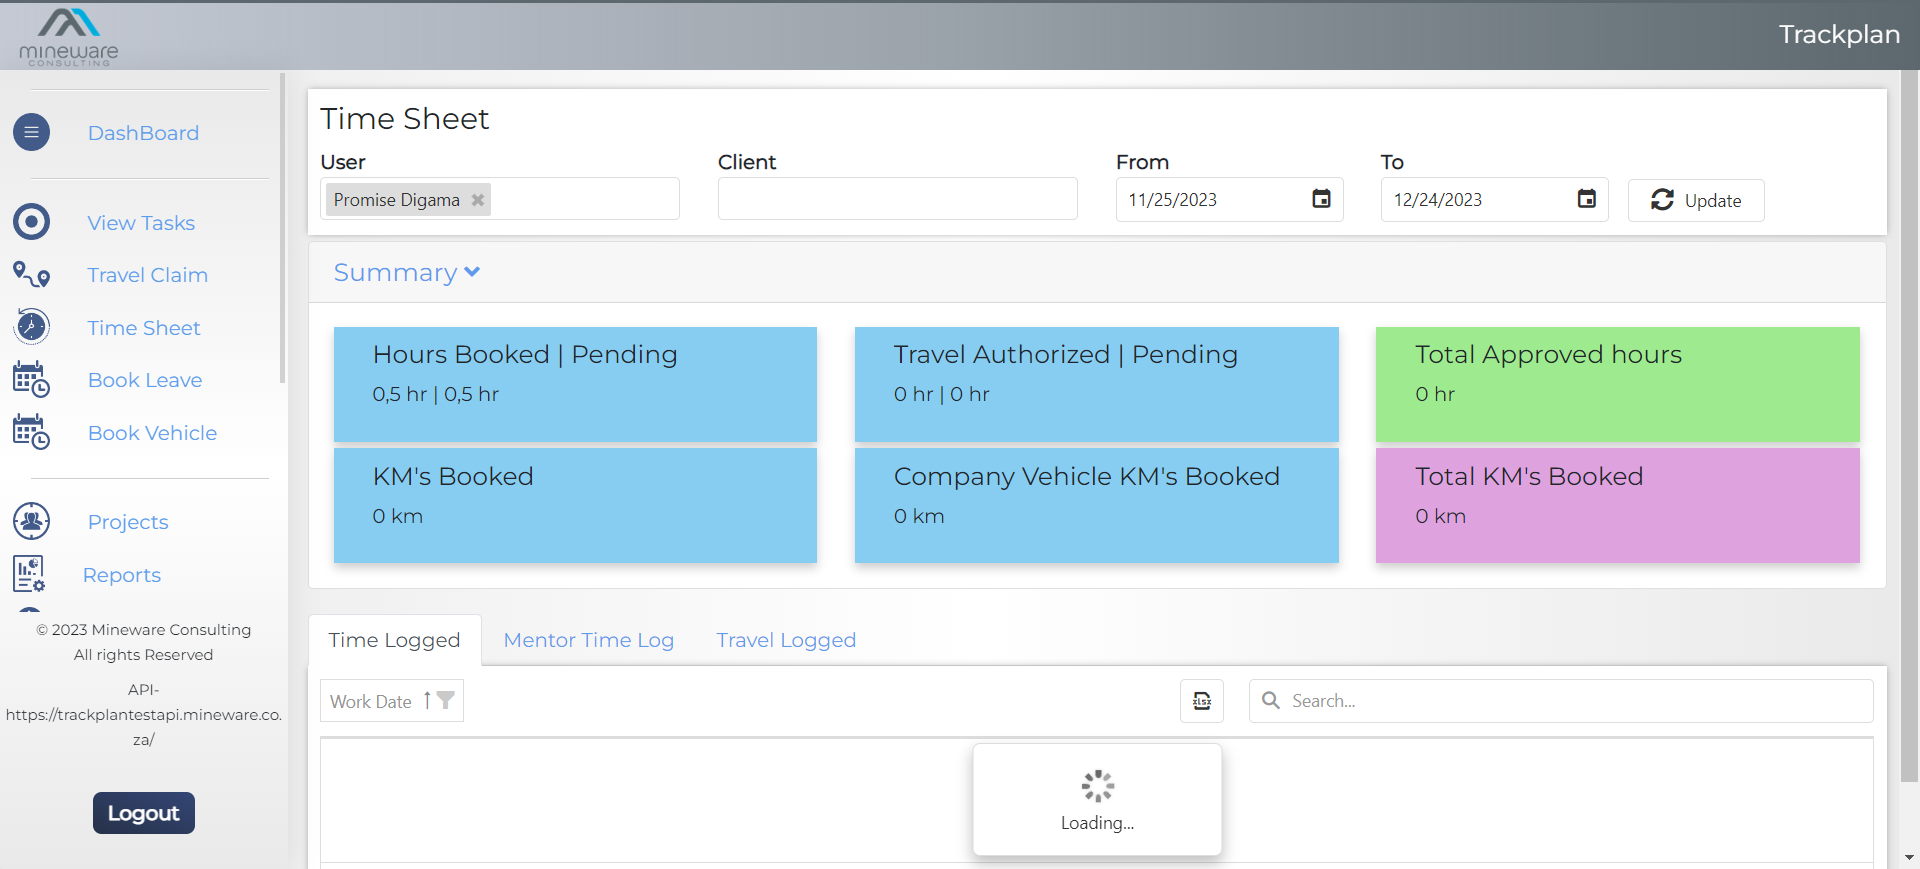 mineware
CONSULTING
Trackplan
DashBoard
View Tasks
Travel Claim
Time Sheet
Book Leave
Book Vehicle
Projects
Reports
© 2023 Mineware Consulting
All rights Reserved
API-
https://trackplantestapi.mineware.co.
za/
Logout
Time Sheet
User
Client
From
To
Promise Digama
11/25/2023
12/24/2023
Update
Summary
Hours Booked | Pending
0,5 hr | 0,5 hr
Travel Authorized | Pending
0 hr | 0 hr
Total Approved hours
0 hr
KM's Booked
0 km
Company Vehicle KM's Booked
0 km
Total KM's Booked
0 km
Time Logged
Mentor Time Log
Travel Logged
Work Date
xlsx
Search...
Loading...